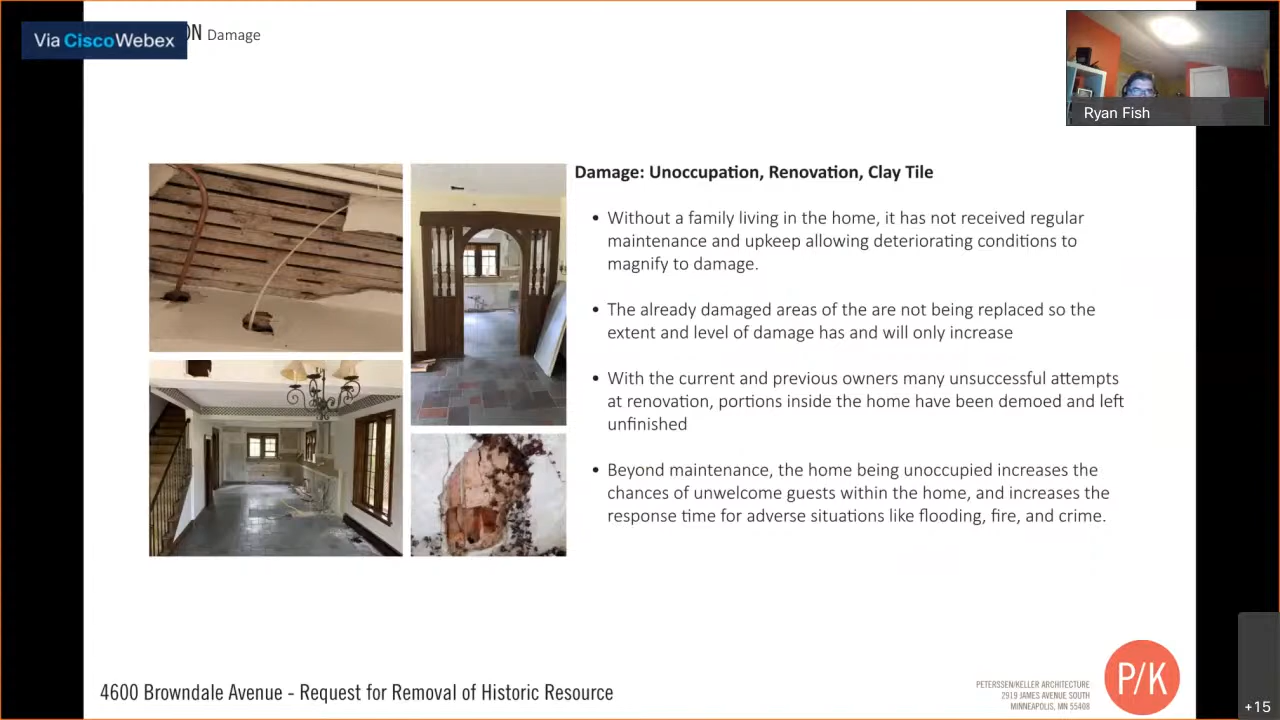 Via CiscoWebex
ON Damage
Ryan Fish
Damage: Unoccupation, Renovation, Clay Tile
• Without a family living in the home, it has not received regular
maintenance and upkeep allowing deteriorating conditions to
magnify to damage.
• The already damaged areas of the are not being replaced so the
extent and level of damage has and will only increase
• With the current and previous owners many unsuccessful attempts
at renovation, portions inside the home have been demoed and left
unfinished
• Beyond maintenance, the home being unoccupied increases the
chances of unwelcome guests within the home, and increases the
response time for adverse situations like flooding, fire, and crime.
4600 Browndale Avenue - Request for Removal of Historic Resource
PETERSSEN/KELLER ARCHITECTURE
2919 JAMES AVENUE SOUTH
MINNEAPOLIS, MN 55408
P/K
+15